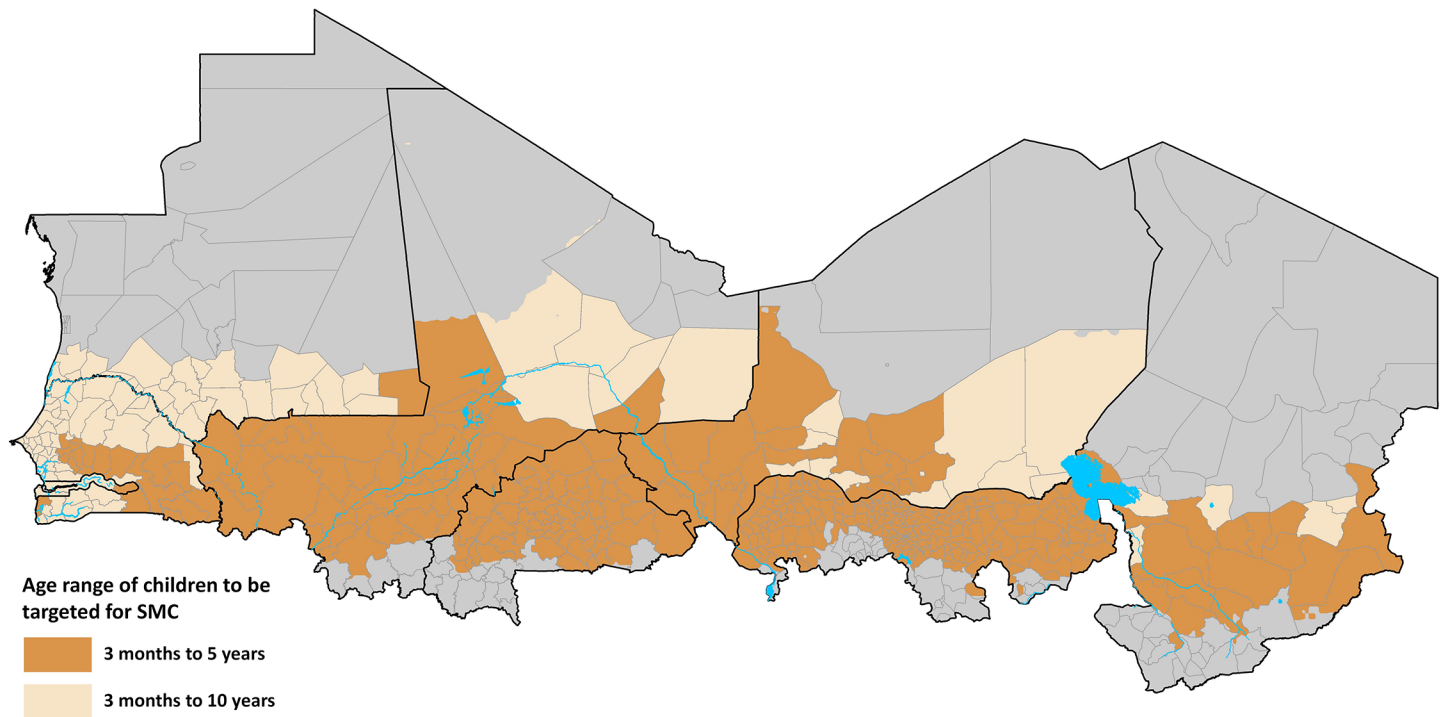 Age range of children to be
targeted for SMC
3 months to 5 years
3 months to 10 years